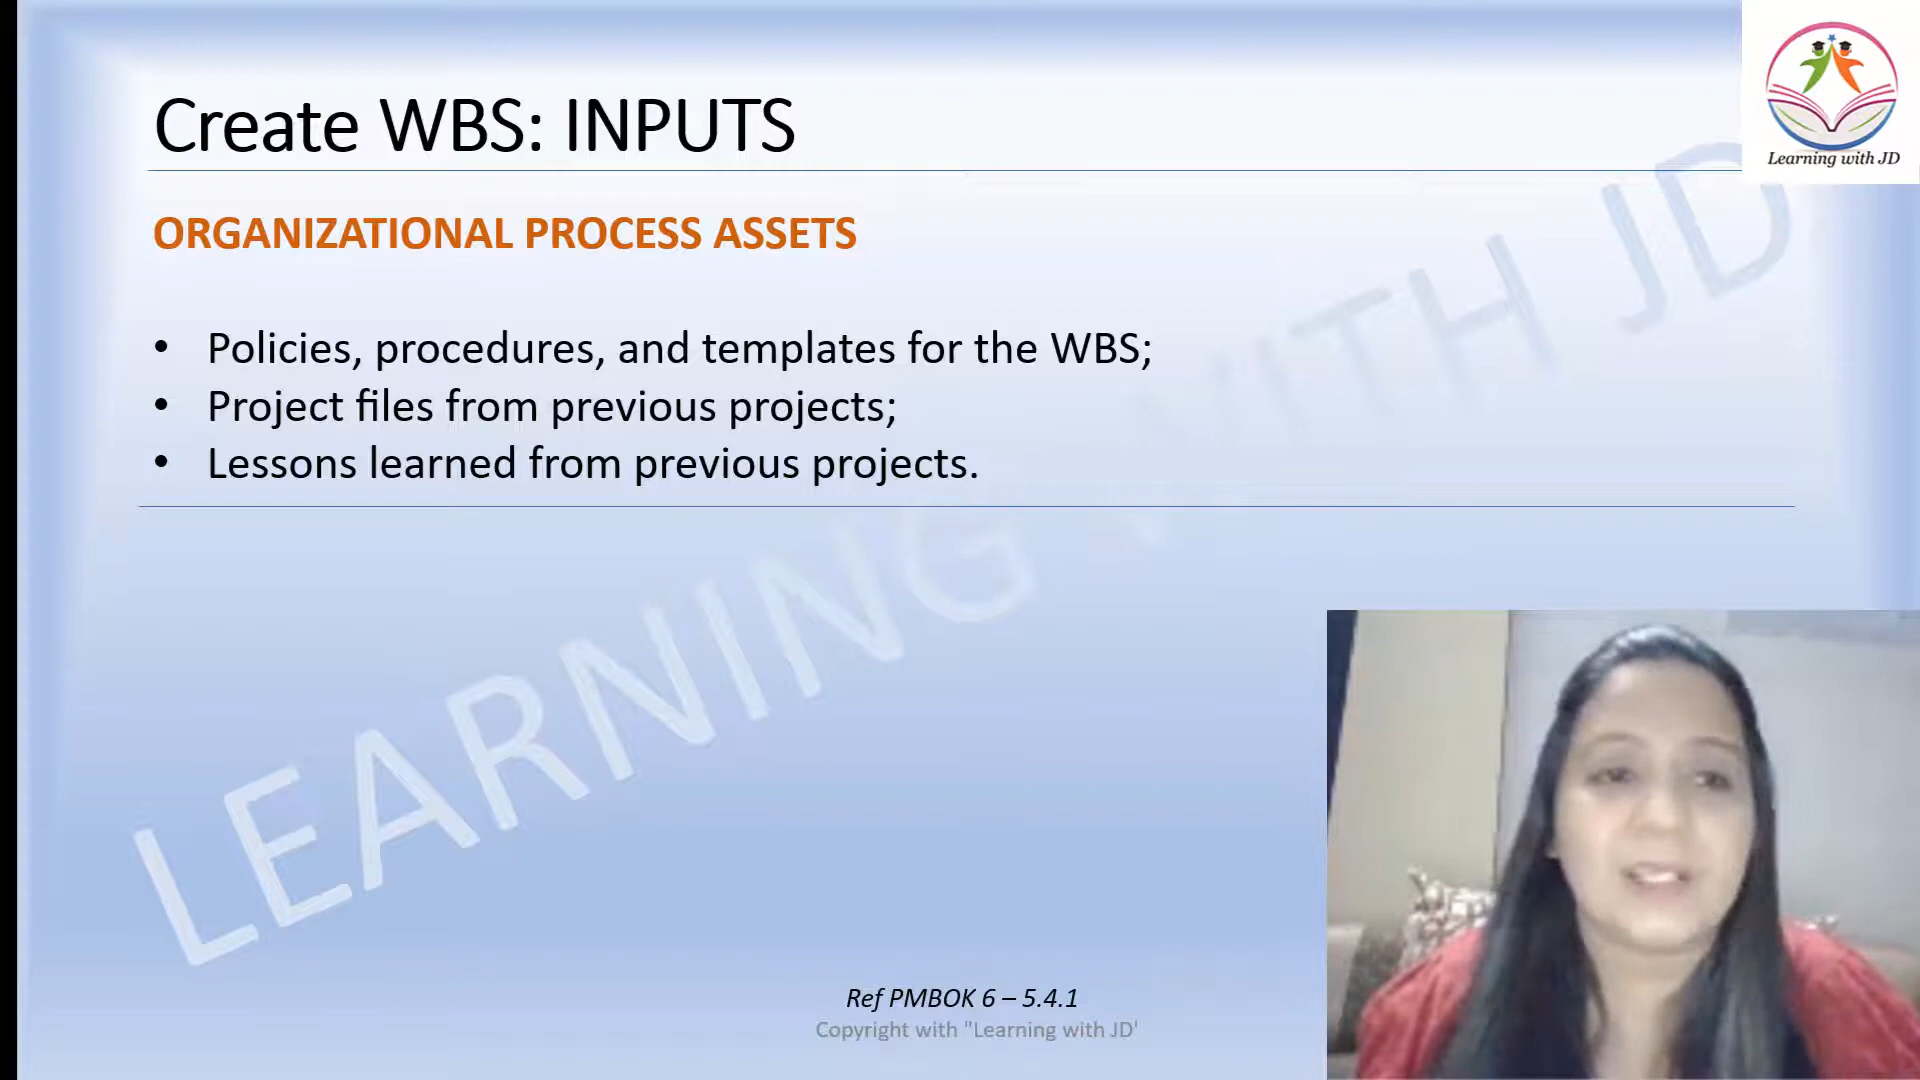 Create WBS: INPUTS
Learning with JD
ORGANIZATIONAL PROCESS ASSETS
• Policies, procedures, and templates for the WBS;
• Project files from previous projects;
• Lessons learned from previous projects.
LEARNING WITH JD
Ref PMBOK 6 – 5.4.1
Copyright with "Learning with JD'